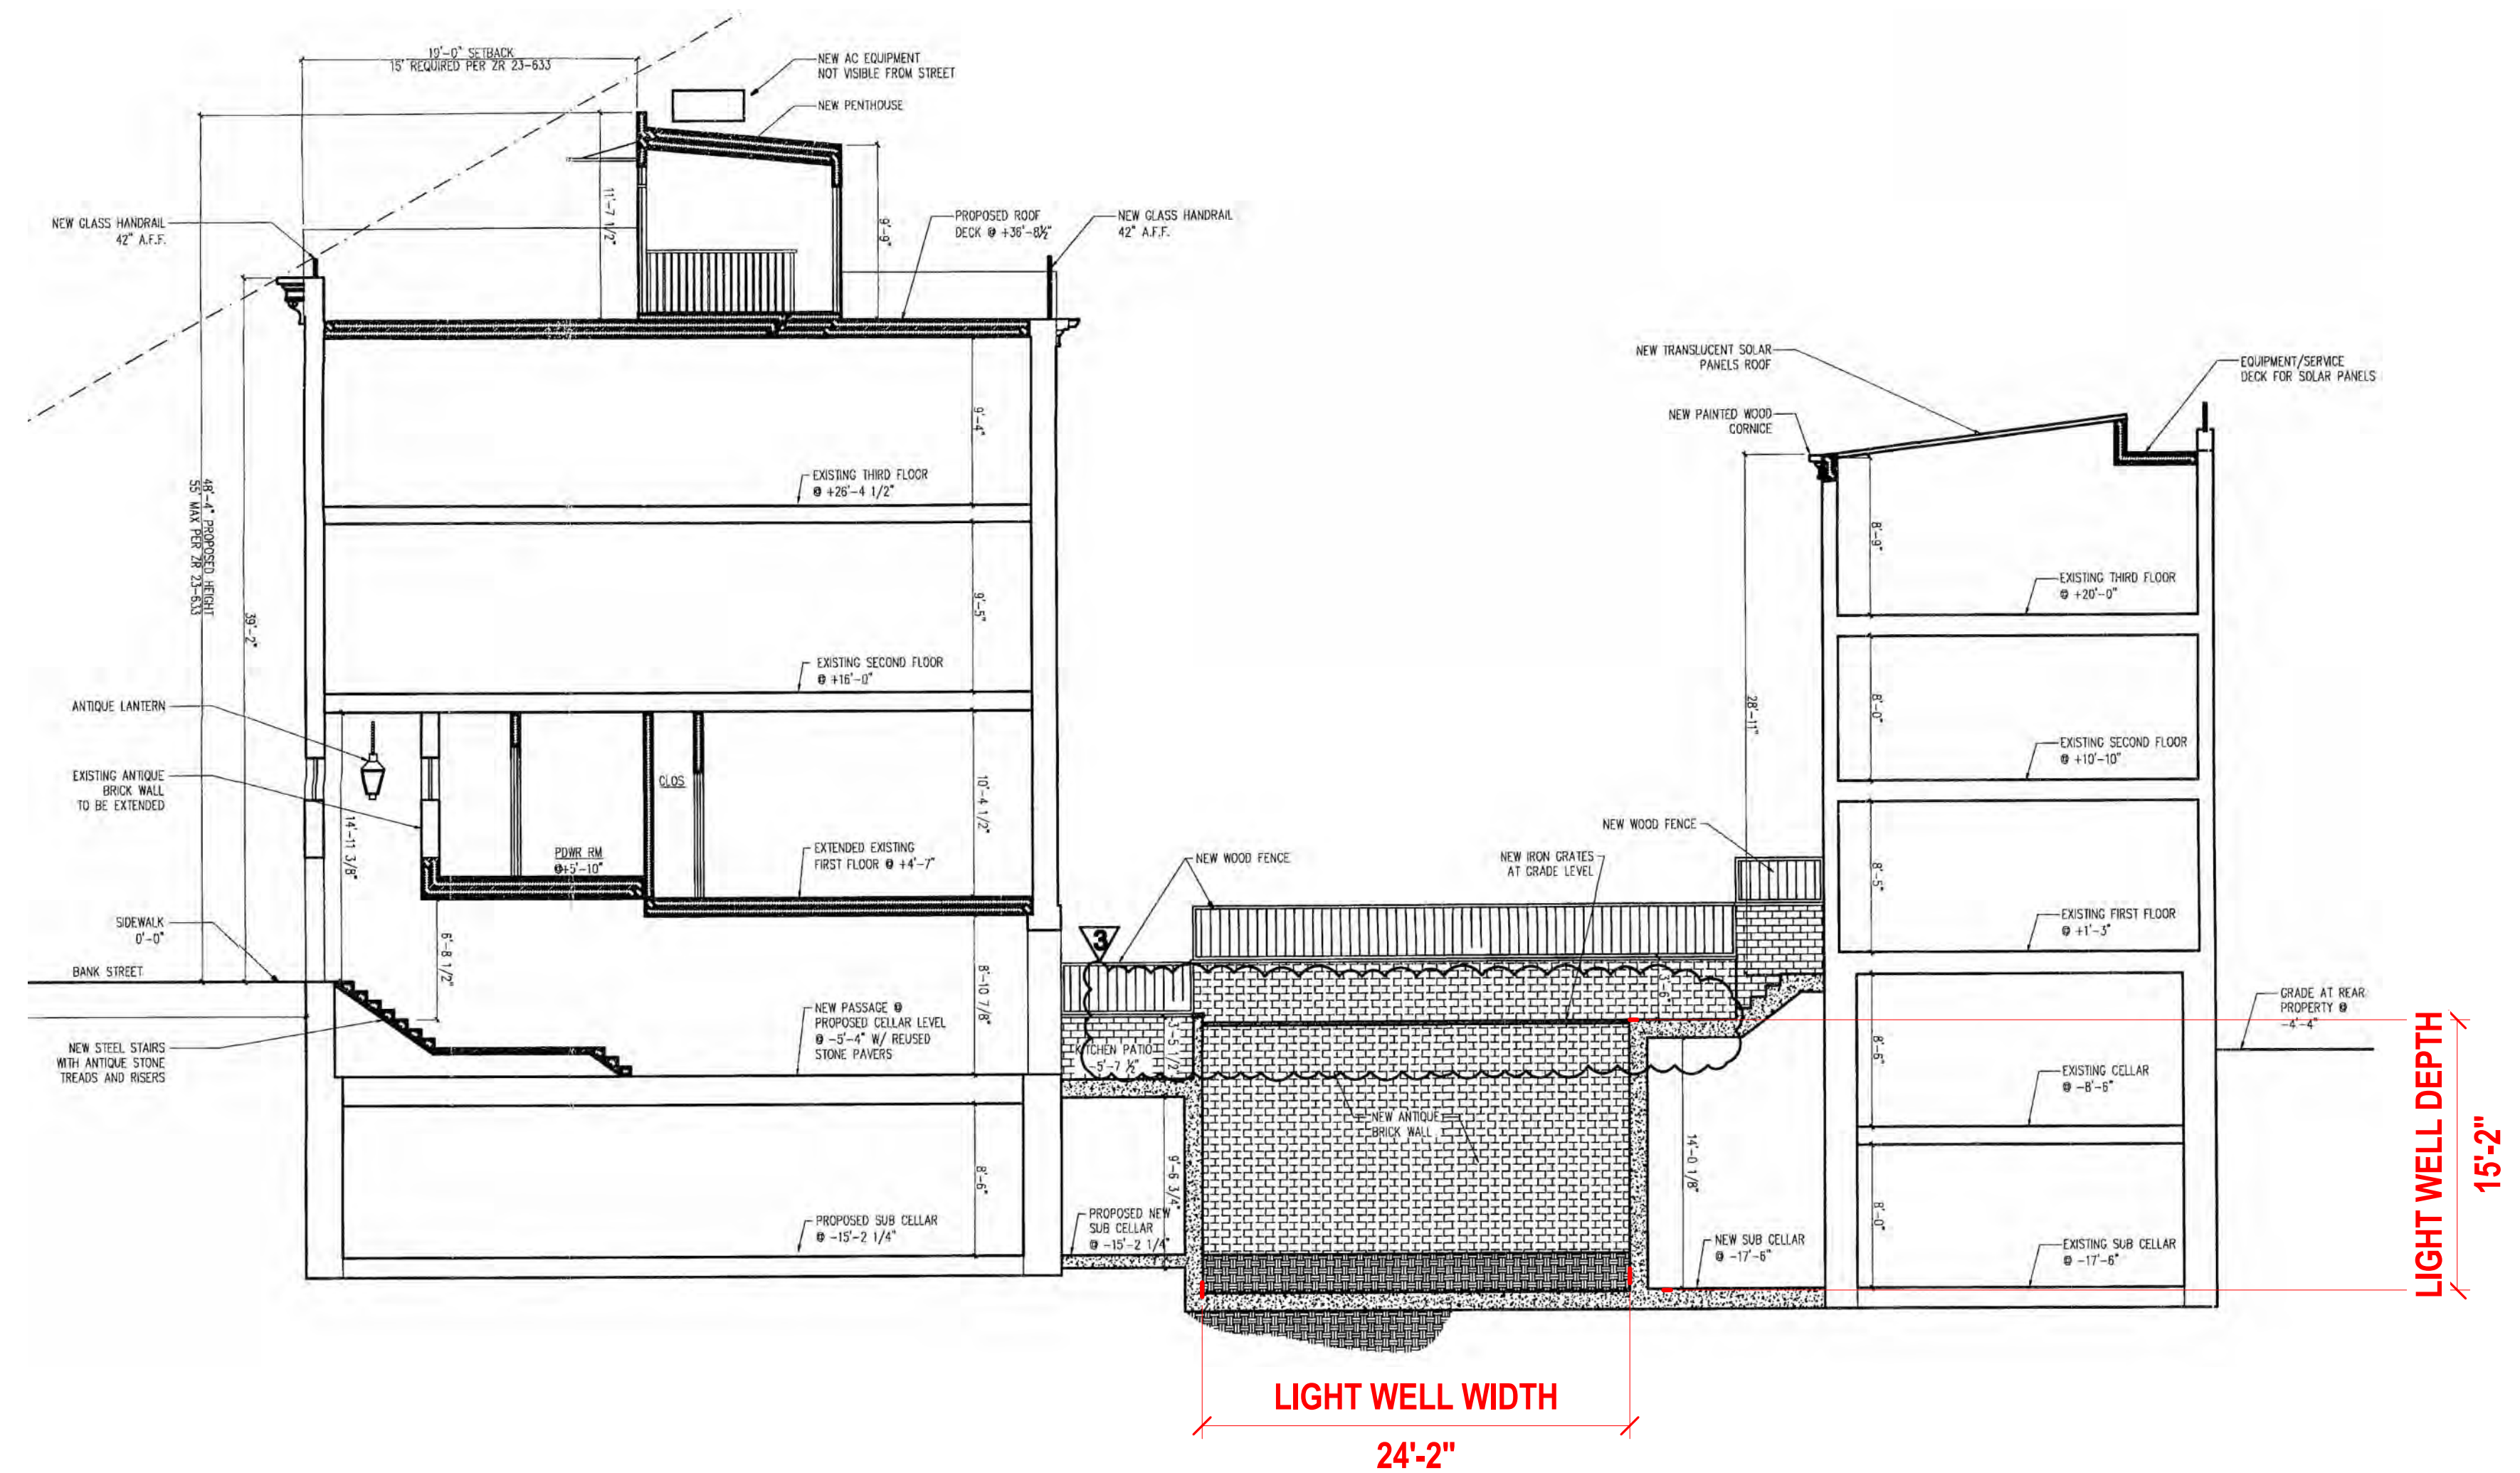 19'-0" SETBACK
15' REQUIRED PER ZR 23-633
NEW AC EQUIPMENT
NOT VISIBLE FROM STREET
NEW PENTHOUSE
NEW GLASS HANDRAIL
42" A.F.F.
11'-7 1/2"
9'-9"
PROPOSED ROOF
DECK @ +36'-8½"
NEW GLASS HANDRAIL
42" A.F.F.
48'-4" PROPOSED HEIGHT
55' MAX PER ZR 23-633
39'-2"
9'-4"
EXISTING THIRD FLOOR
@ +26'-4 1/2"
9'-5"
EXISTING SECOND FLOOR
@ +16'-0"
ANTIQUE LANTERN
EXISTING ANTIQUE
BRICK WALL
TO BE EXTENDED
14'-11 3/8"
CLOS
PDWR RM
@+5'-10"
10'-4 1/2"
EXTENDED EXISTING
FIRST FLOOR @ +4'-7"
SIDEWALK
0'-0"
BANK STREET
6'-8 1/2"
8'-10 7/8"
NEW PASSAGE @
PROPOSED CELLAR LEVEL
@ -5'-4" W/ REUSED
STONE PAVERS
NEW STEEL STAIRS
WITH ANTIQUE STONE
TREADS AND RISERS
8'-6"
PROPOSED SUB CELLAR
@ -15'-2 1/4"
NEW WOOD FENCE
3
KITCHEN PATIO
-5'-7 ½"
3'-5 1/2"
9'-6 3/4"
PROPOSED NEW
SUB CELLAR
@ -15'-2 1/4"
NEW IRON GRATES
AT GRADE LEVEL
3'-6"
NEW ANTIQUE
BRICK WALL
NEW WOOD FENCE
14'-0 1/8"
NEW SUB CELLAR
@ -17'-6"
NEW TRANSLUCENT SOLAR
PANELS ROOF
EQUIPMENT/SERVICE
DECK FOR SOLAR PANELS
NEW PAINTED WOOD
CORNICE
28'-11"
8'-9"
EXISTING THIRD FLOOR
@ +20'-0"
8'-0"
EXISTING SECOND FLOOR
@ +10'-10"
8'-5"
EXISTING FIRST FLOOR
@ +1'-3"
GRADE AT REAR
PROPERTY @
-4'-4"
8'-6"
EXISTING CELLAR
@ -8'-6"
8'-0"
EXISTING SUB CELLAR
@ -17'-6"
LIGHT WELL DEPTH
15'-2"
LIGHT WELL WIDTH
24'-2"